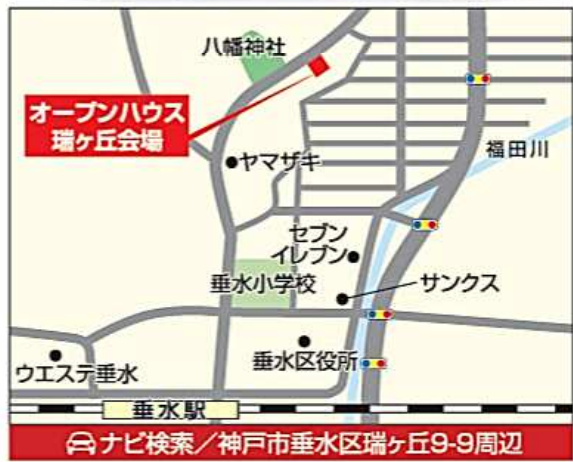 八幡神社
オープンハウス
瑞ヶ丘会場
ヤマザキ
福田川
セブン
イレブン
垂水小学校
サンクス
ウエステ垂水
垂水区役所
垂水駅
ナビ検索／神戸市垂水区瑞ヶ丘9-9周辺